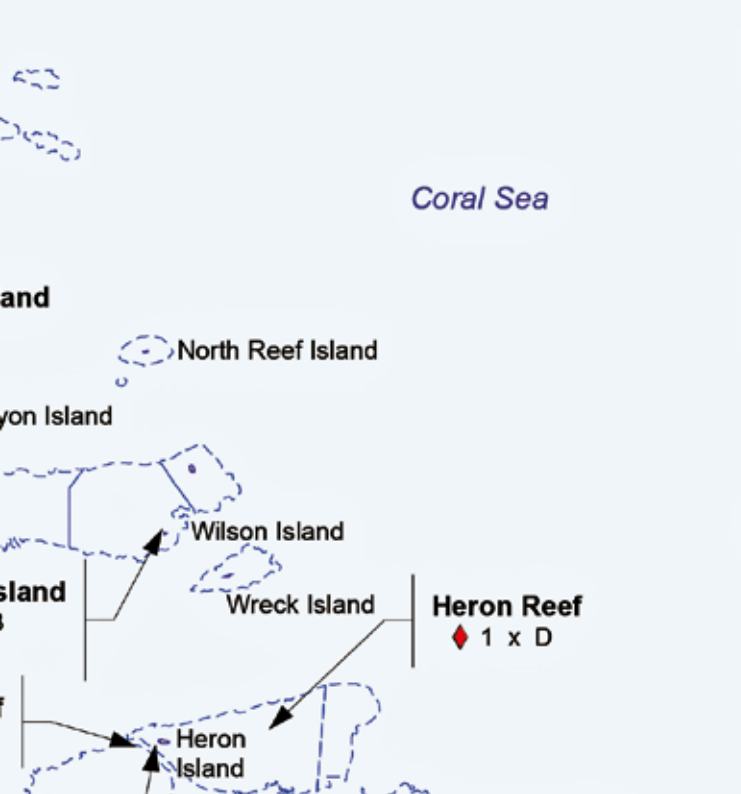 Coral Sea
and
North Reef Island
yon Island
Wilson Island
sland
Wreck Island
Heron Reef
1 x D
Heron
Island